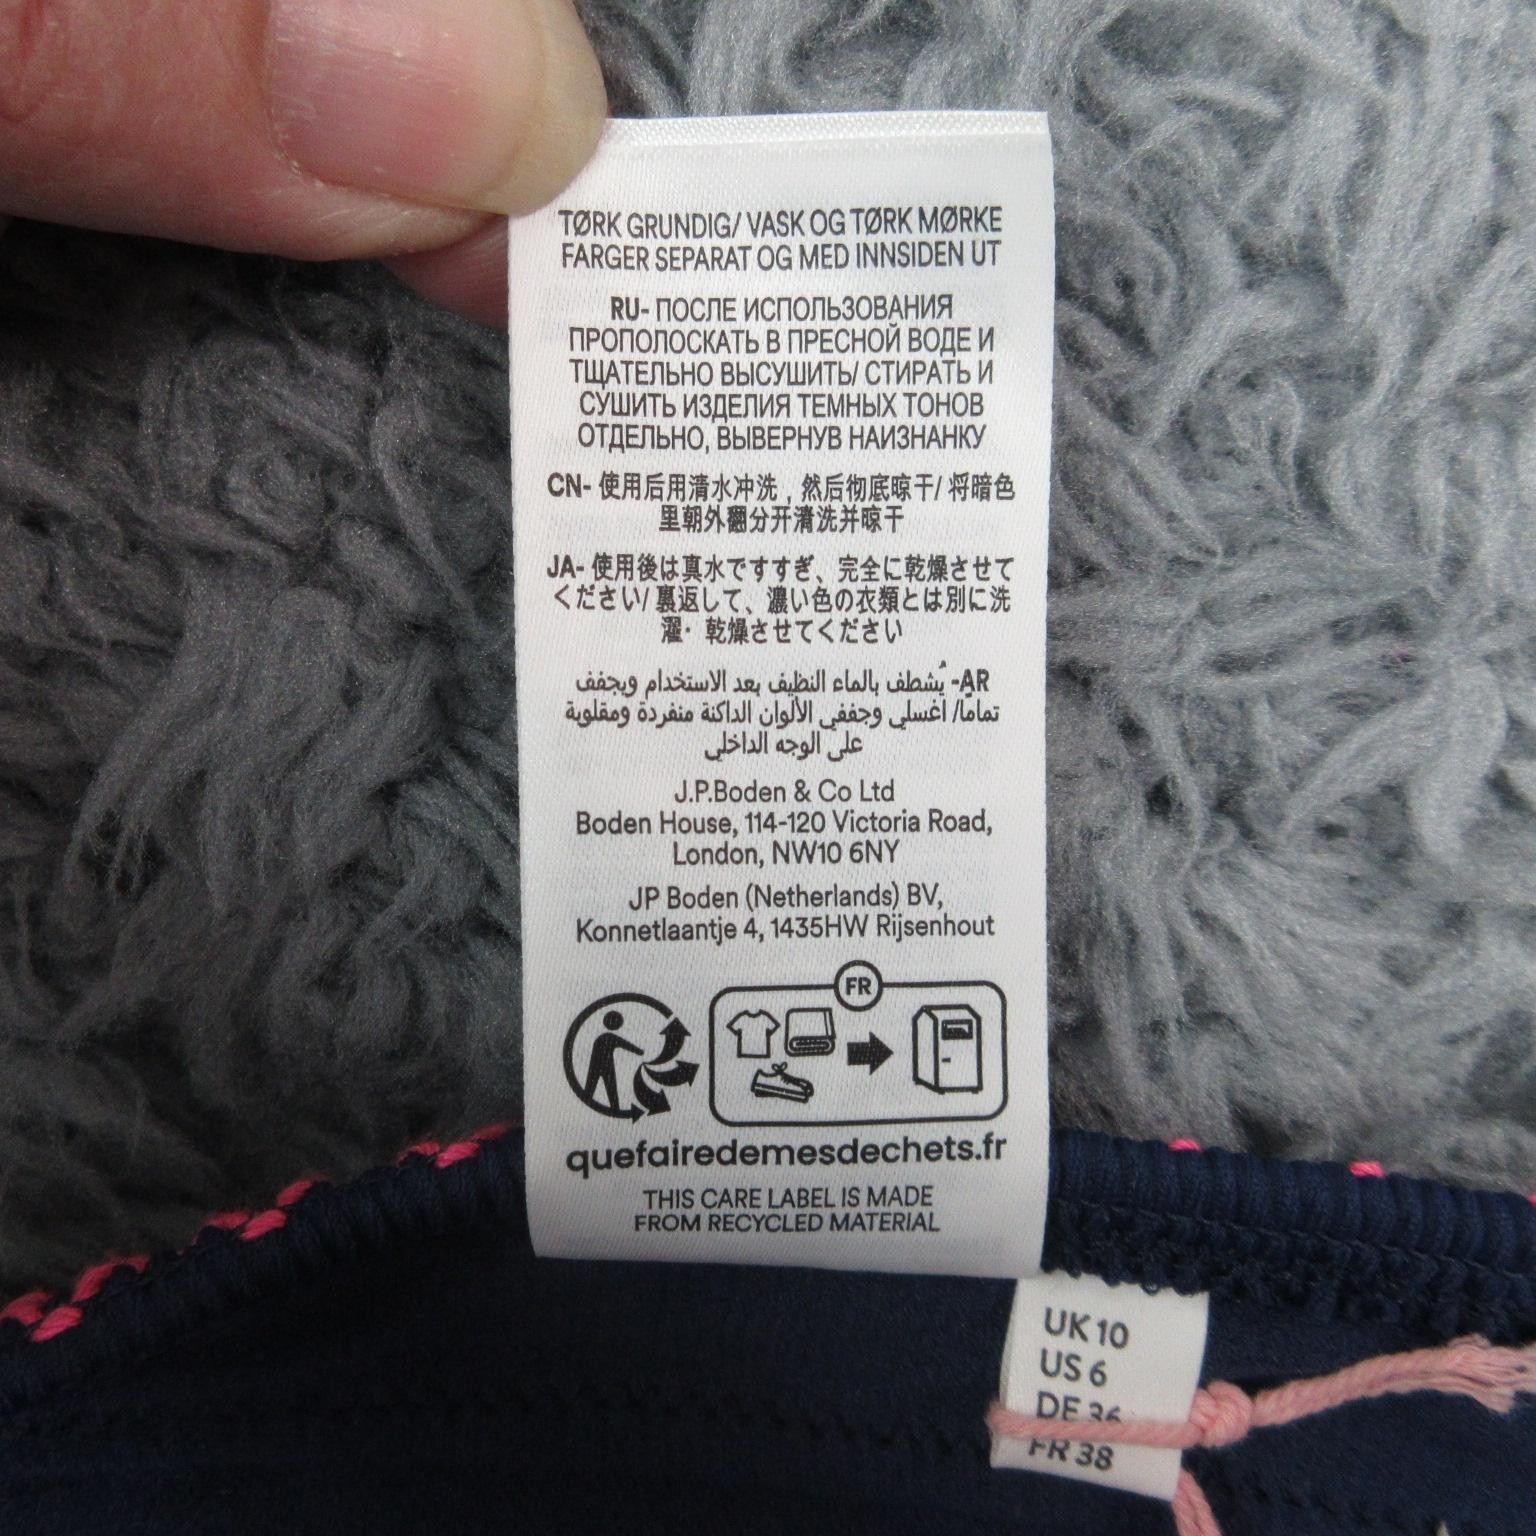 TØRK GRUNDIG/ VASK OG TØRK MØRKE
FARGER SEPARAT OG MED INNSIDEN UT
RU- ПОСЛЕ ИСПОЛЬЗОВАНИЯ
ПРОПОЛОСКАТЬ В ПРЕСНОЙ ВОДЕ И
ТЩАТЕЛЬНО ВЫСУШИТЬ/ СТИРАТЬ И
СУШИТЬ ИЗДЕЛИЯ ТЕМНЫХ ТОНОВ
ОТДЕЛЬНО, ВЫВЕРНУВ НАИЗНАНКУ
CN- 使用后用清水冲洗，然后彻底晾干/ 将暗色
里朝外翻分开清洗并晾干
JA- 使用後は真水ですすぎ、完全に乾燥させて
ください/ 裏返して、濃い色の衣類とは別に洗
濯・乾燥させてください
AR- يُشطف بالماء النظيف بعد الاستخدام ويجفف
تماما/ اغسلي وجففي الألوان الداكنة منفردة ومقلوبة
على الوجه الداخلي
J.P.Boden & Co Ltd
Boden House, 114-120 Victoria Road,
London, NW10 6NY
JP Boden (Netherlands) BV,
Konnetlaantje 4, 1435HW Rijsenhout
FR
quefairedemesdechets.fr
THIS CARE LABEL IS MADE
FROM RECYCLED MATERIAL
UK 10
US 6
DE 36
FR 38